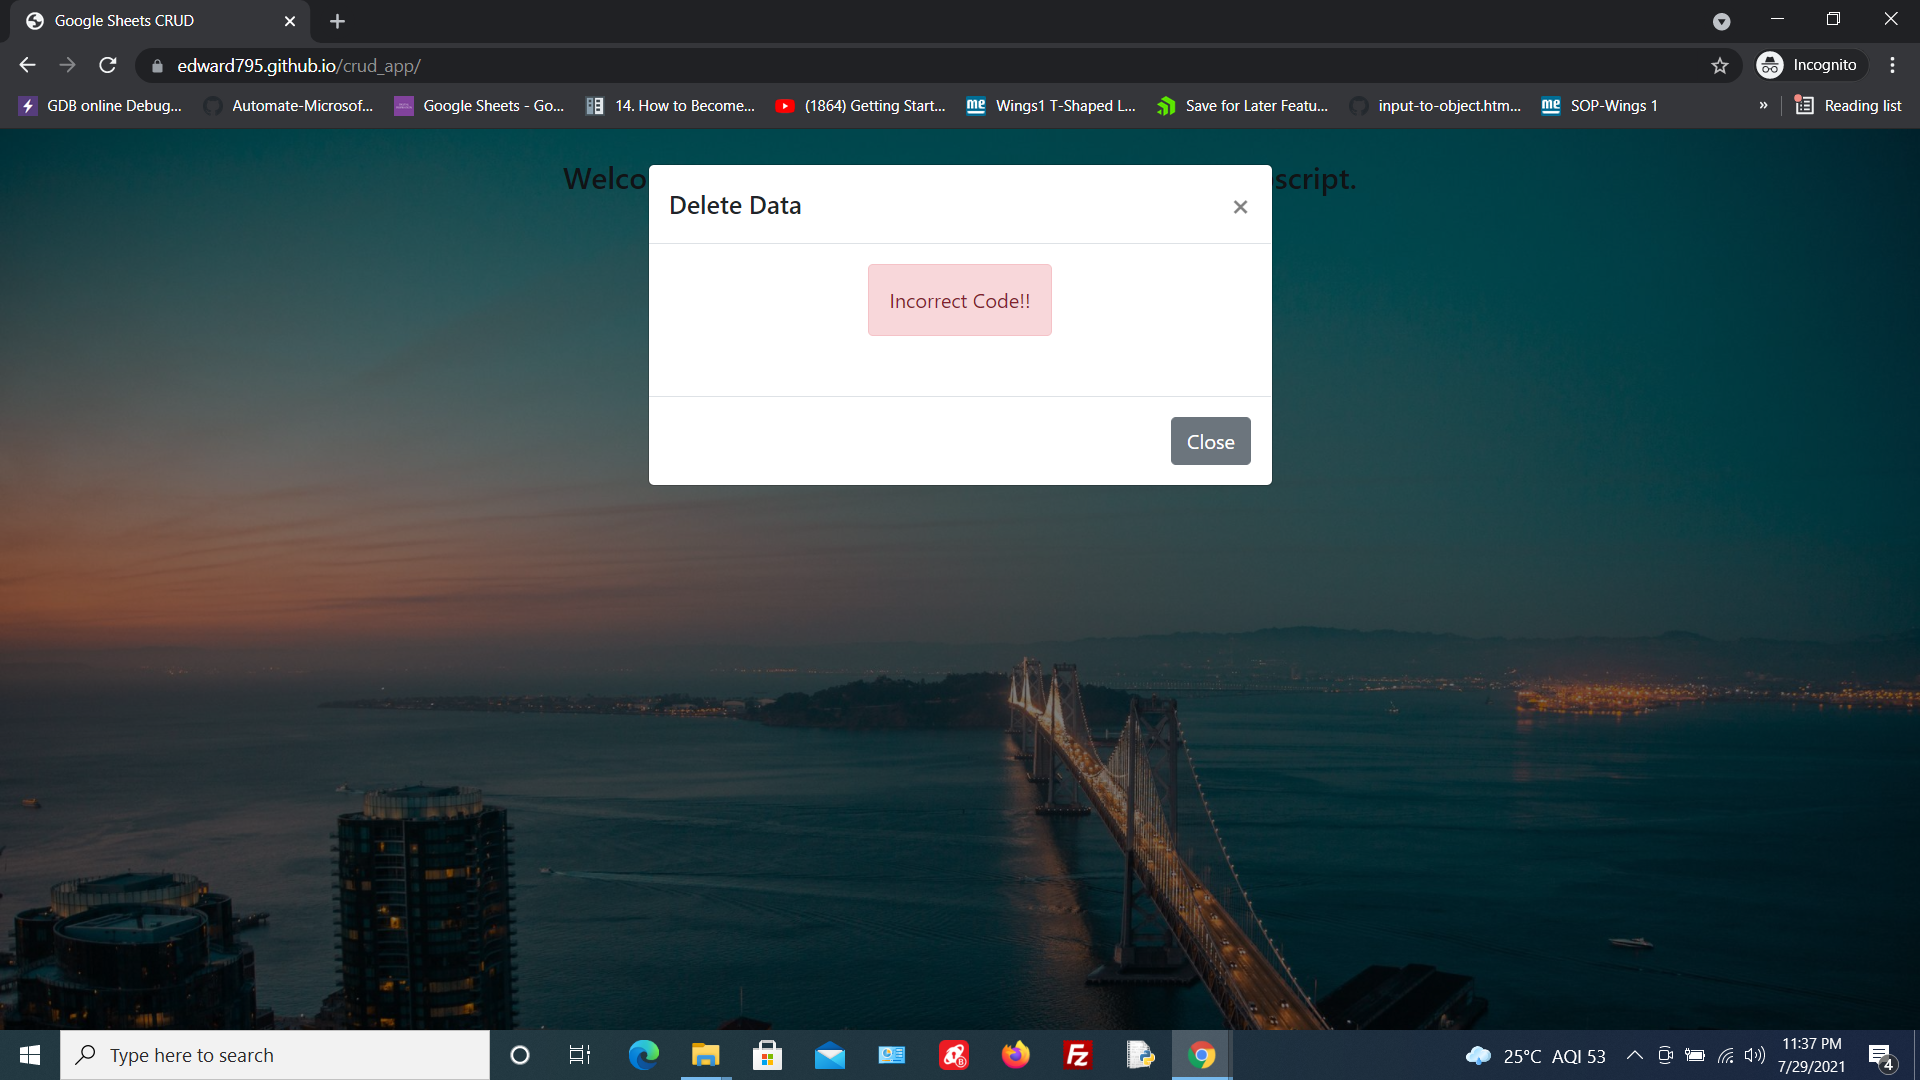 Google Sheets CRUD
edward795.github.io/crud_app/
Incognito
GDB online Debug...
Automate-Microsof...
Google Sheets - Go...
14. How to Become...
(1864) Getting Start...
Wings1 T-Shaped L...
Save for Later Featu...
input-to-object.htm...
SOP-Wings 1
»
Reading list
Welco
script.
Delete Data
×
Incorrect Code!!
Close
Type here to search
25°C AQI 53
11:37 PM
7/29/2021
4